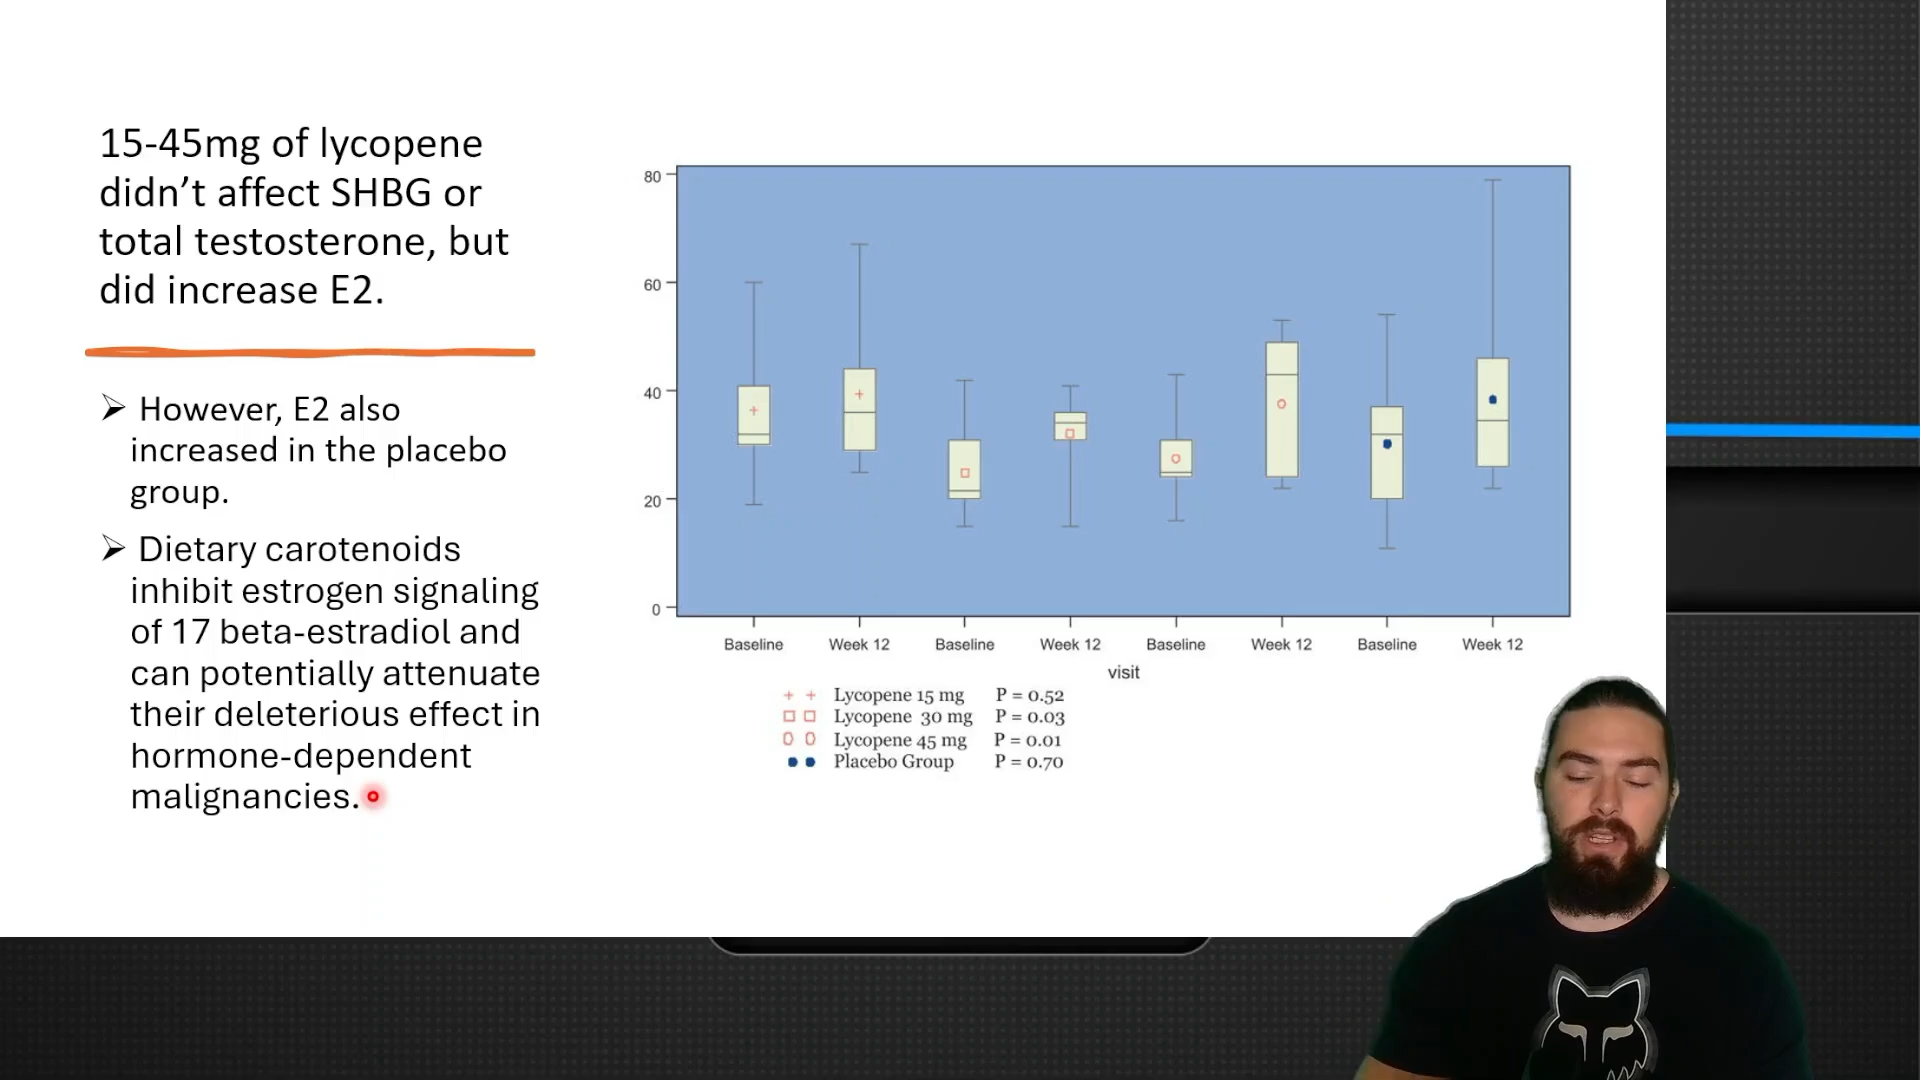 15-45mg of lycopene
didn’t affect SHBG or
total testosterone, but
did increase E2.
However, E2 also
increased in the placebo
group.
Dietary carotenoids
inhibit estrogen signaling
of 17 beta-estradiol and
can potentially attenuate
their deleterious effect in
hormone-dependent
malignancies.
80
60
40
20
0
Baseline Week 12 Baseline Week 12 Baseline Week 12 Baseline Week 12
visit
Lycopene 15 mg P = 0.52
Lycopene 30 mg P = 0.03
Lycopene 45 mg P = 0.01
Placebo Group P = 0.70